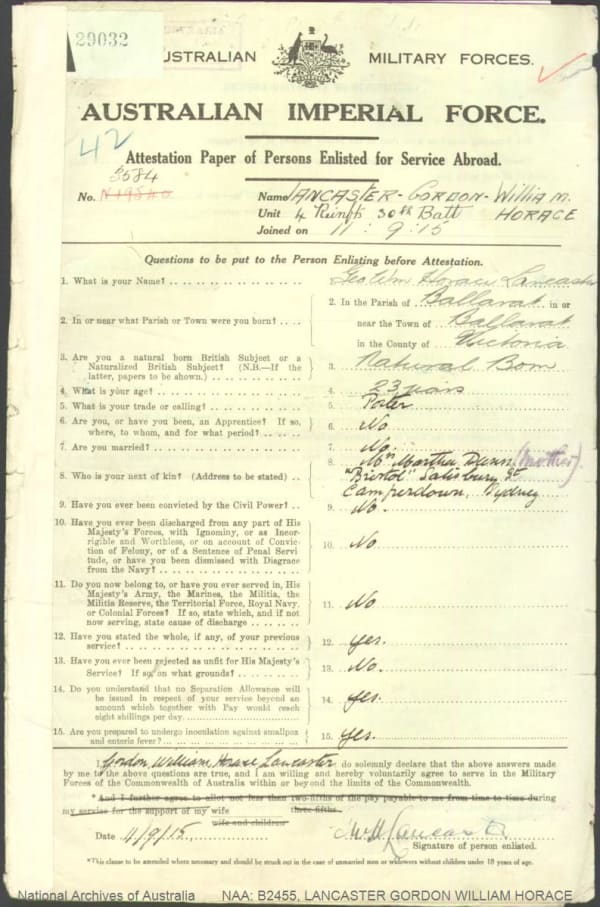 29032
AUSTRALIAN MILITARY FORCES.
AUSTRALIAN IMPERIAL FORCE.
42
Attestation Paper of Persons Enlisted for Service Abroad.
3584
No. N19840 Name LANCASTER - GORDON - WILLIAM.
Unit 4 Reinfts 30th Batt HORACE
Joined on 11 : 9 : 15
Questions to be put to the Person Enlisting before Attestation.
1. What is your Name? Horace Lancaster
2. In or near what Parish or Town were you born? 2. In the Parish of Ballarat in or
near the Town of Ballarat
in the County of Victoria
3. Are you a natural born British Subject or a
Naturalized British Subject? (N.B.—If the
latter, papers to be shown.) 3. Natural Born
4. What is your age? 4. 23 years
5. What is your trade or calling? 5. Porter
6. Are you, or have you been, an Apprentice? If so,
where, to whom, and for what period? 6. No
7. Are you married? 7. No.
8. Who is your next of kin? (Address to be stated) 8. Mrs Martha Dunn (Mother)
"Bristol" Salisbury St
Camperdown, Sydney
9. Have you ever been convicted by the Civil Power? 9. No.
10. Have you ever been discharged from any part of His
Majesty's Forces, with Ignominy, or as Incor-
rigible and Worthless, or on account of Convic-
tion of Felony, or of a Sentence of Penal Servi
tude, or have you been dismissed with Disgrace
from the Navy? 10. No
11. Do you now belong to, or have you ever served in, His
Majesty's Army, the Marines, the Militia, the
Militia Reserve, the Territorial Force, Royal Navy,
or Colonial Forces? If so, state which, and if not
now serving, state cause of discharge 11. No
12. Have you stated the whole, if any, of your previous
service? 12. yes.
13. Have you ever been rejected as unfit for His Majesty's
Service? If so, on what grounds? 13. No.
14. Do you understand that no Separation Allowance will
be issued in respect of your service beyond an
amount which together with Pay would reach
eight shillings per day. 14. yes.
15. Are you prepared to undergo inoculation against smallpox
and enteric fever? 15. yes.
I, Gordon William Horace Lancaster do solemnly declare that the above answers made
by me to the above questions are true, and I am willing and hereby voluntarily agree to serve in the Military
Forces of the Commonwealth of Australia within or beyond the limits of the Commonwealth.
* And I further agree to allot not less than two-fifths of the pay payable to me from time to time during
three-fifths
my service for the support of my wife
wife and children
Date 4/9/15. Lancaster
Signature of person enlisted.
*This clause to be amended where necessary and should be struck out in the case of unmarried men or widowers without children under 18 years of age.
National Archives of Australia NAA: B2455, LANCASTER GORDON WILLIAM HORACE